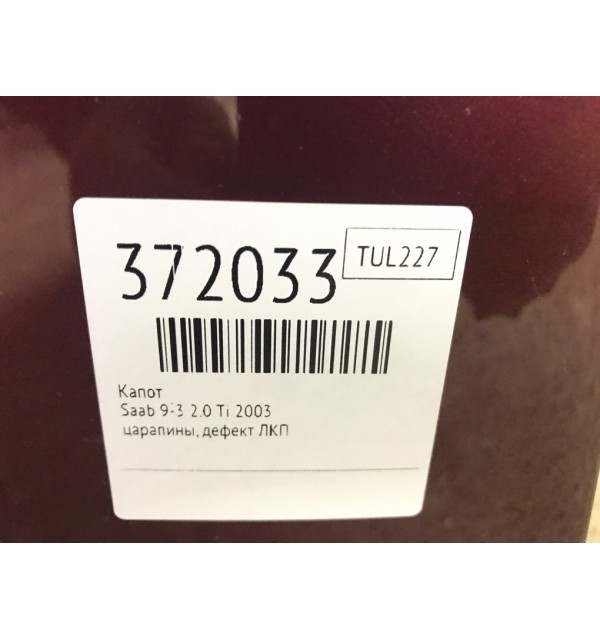 372033
TUL227
Капот
Saab 9-3 2.0 Ti 2003
царапины, дефект ЛКП